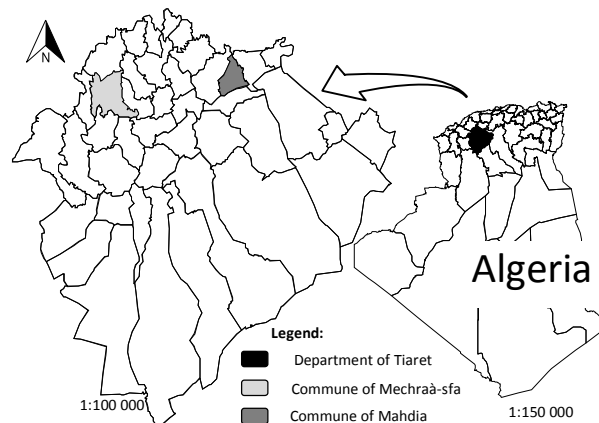 N
Algeria
Legend:
Department of Tiaret
Commune of Mechraà-sfa
Commune of Mahdia
1:100 000
1:150 000